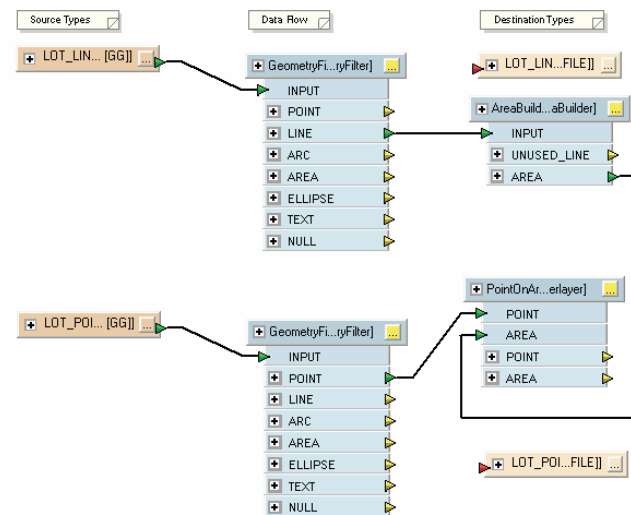 Source Types
Data Flow
Destination Types
LOT_LIN... [GG]] ...
GeometryFi...ryFilter] ...
INPUT
POINT
LINE
ARC
AREA
ELLIPSE
TEXT
NULL
LOT_LIN...FILE]] ...
AreaBuild...aBuilder] ...
INPUT
UNUSED_LINE
AREA
LOT_POI... [GG]] ...
GeometryFi...ryFilter] ...
INPUT
POINT
LINE
ARC
AREA
ELLIPSE
TEXT
NULL
PointOnAr...erlayer] ...
POINT
AREA
POINT
AREA
LOT_POI...FILE]] ...